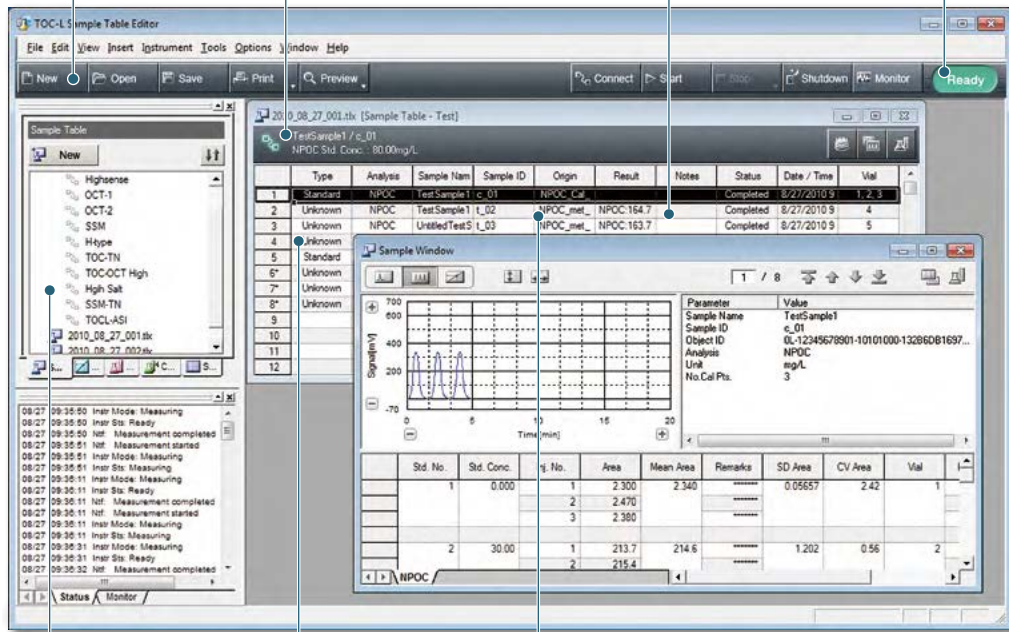 TOC-L Sample Table Editor
File Edit View Insert Instrument Tools Options Window Help
New Open Save Print Preview Connect Start Stop Shutdown Monitor Ready
Sample Table
New
Highsense
OCT-1
OCT-2
SSM
H-type
TOC-TN
TOC-OCT High
Hgih Salt
SSM-TN
TOCL-ASI
2010_08_27_001.tlx
2010_08_27_002.tlx
S... ... ... C... S...
08/27 09:35:50 Instr Mode: Measuring
08/27 09:35:50 Instr Sts: Ready
08/27 09:35:50 Ntf: Measurement completed
08/27 09:35:51 Ntf: Measurement started
08/27 09:35:51 Instr Mode: Measuring
08/27 09:35:51 Instr Sts: Measuring
08/27 09:36:11 Instr Mode: Measuring
08/27 09:36:11 Instr Sts: Ready
08/27 09:36:11 Ntf: Measurement completed
08/27 09:36:11 Ntf: Measurement started
08/27 09:36:11 Instr Mode: Measuring
08/27 09:36:11 Instr Sts: Measuring
08/27 09:36:31 Instr Mode: Measuring
08/27 09:36:31 Instr Sts: Ready
08/27 09:36:32 Ntf: Measurement completed
Status Monitor
2010_08_27_001.tlx [Sample Table - Test]
TestSample1 / c_01
NPOC Std. Conc. : 80.00mg/L
Type Analysis Sample Nam Sample ID Origin Result Notes Status Date / Time Vial
1 Standard NPOC TestSample1 c_01 NPOC_Cal Completed 8/27/2010 9 1, 2, 3
2 Unknown NPOC TestSample1 t_02 NPOC_met_ NPOC:164.7 Completed 8/27/2010 9 4
3 Unknown NPOC UntitledTestS t_03 NPOC_met_ NPOC:163.7 Completed 8/27/2010 9 5
4 Unknown
5 Standard
6* Unknown
7* Unknown
8* Unknown
9
10
11
12
Sample Window
1 / 8
Signal[mV]
700
600
400
200
-70
0 5 10 15 20
Time[min]
Parameter Value
Sample Name TestSample1
Sample ID c_01
Object ID 0L-12345678901-10101000-132B6DB1697...
Analysis NPOC
Unit mg/L
No.Cal Pts. 3
Std. No. Std. Conc. Inj. No. Area Mean Area Remarks SD Area CV Area Vial
1 0.000 1 2.300 2.340 ******* 0.05657 2.42 1
2 2.470 *******
3 2.380 *******
2 30.00 1 213.7 214.6 ******* 1.202 0.56 2
2 215.4 *******
NPOC